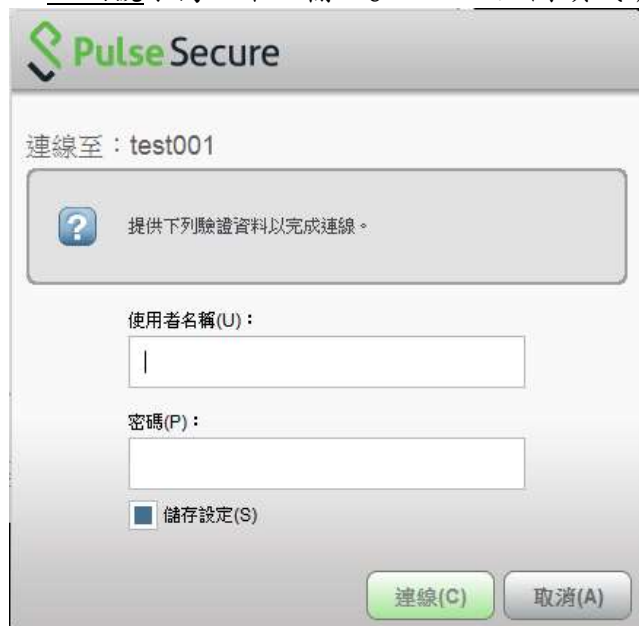 Pulse Secure
連線至：test001
提供下列驗證資料以完成連線。
使用者名稱(U)：
密碼(P)：
儲存設定(S)
連線(C) 取消(A)